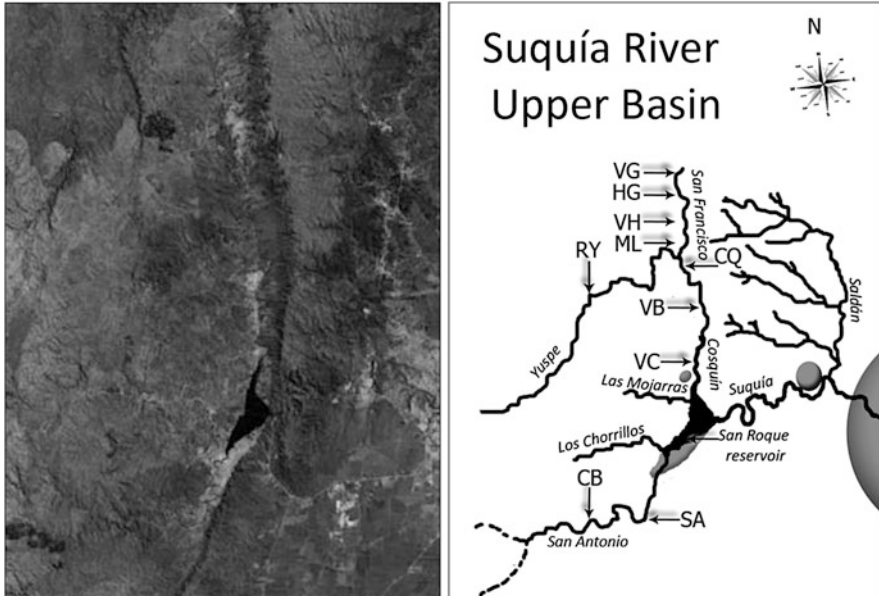 Suquía River
Upper Basin
N
VG
HG
VH
ML
San Francisco
RY
CQ
VB
Saldán
Yuspe
VC
Cosquín
Las Mojarras
Suquía
Los Chorrillos
San Roque
reservoir
CB
SA
San Antonio